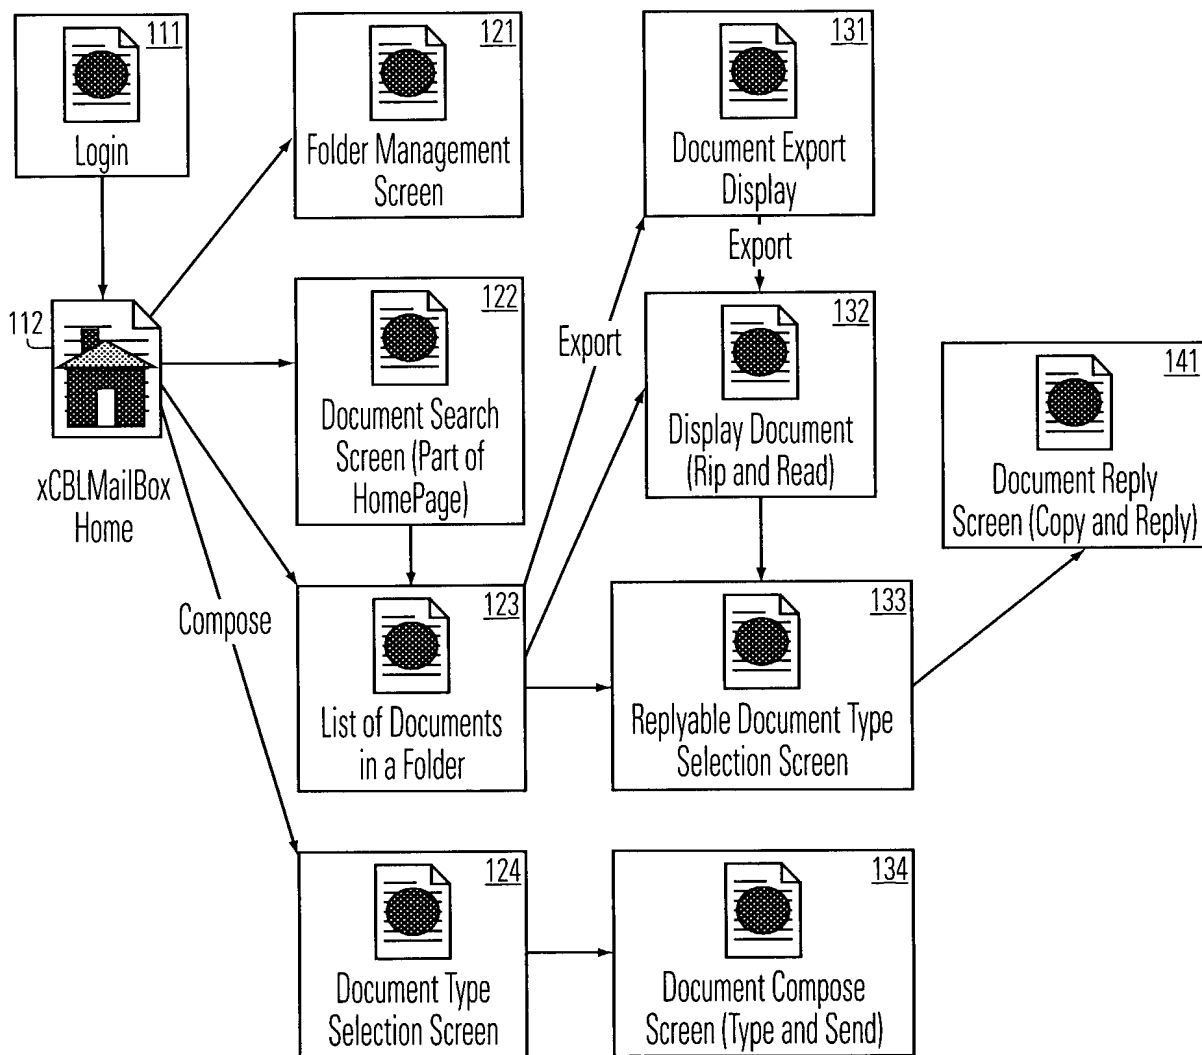 111
Login
121
Folder Management
Screen
131
Document Export
Display
Export
112
xCBLMailBox
Home
122
Document Search
Screen (Part of
HomePage)
Export
132
Display Document
(Rip and Read)
141
Document Reply
Screen (Copy and Reply)
Compose
123
List of Documents
in a Folder
133
Replyable Document Type
Selection Screen
124
Document Type
Selection Screen
134
Document Compose
Screen (Type and Send)